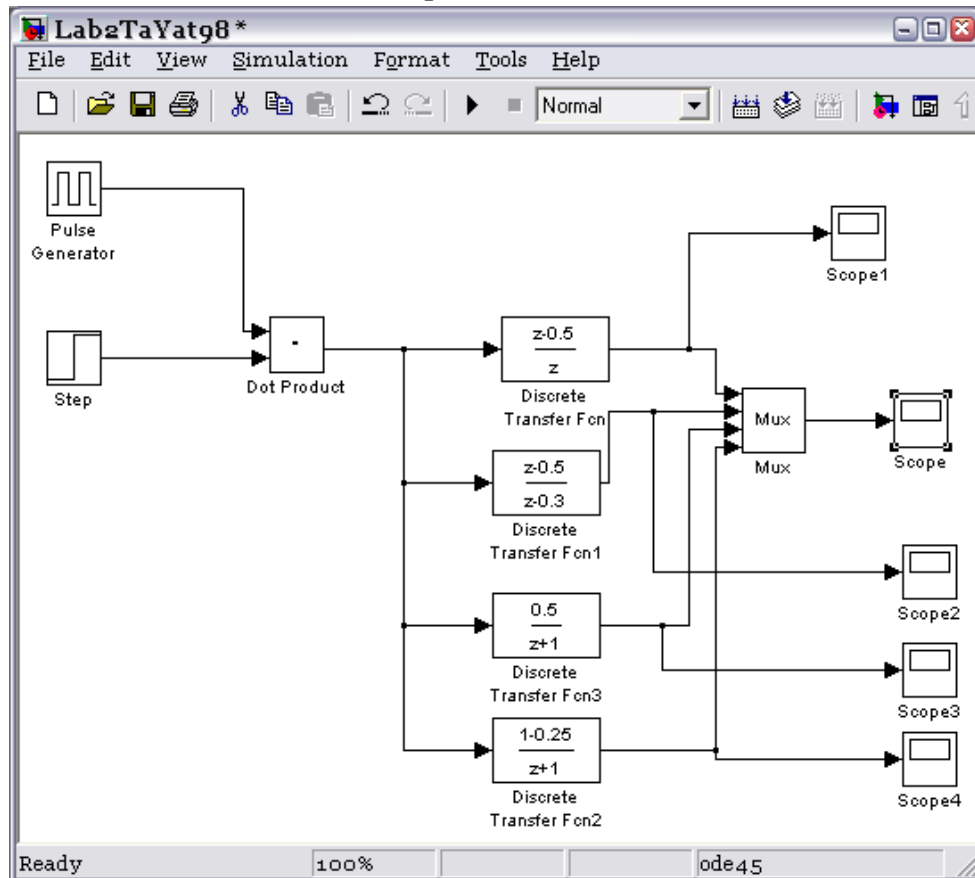 Lab2TaYat98*
File Edit View Simulation Format Tools Help
Normal
Pulse
Generator
Scope1
Step
Dot Product
z-0.5
z
Discrete
Transfer Fcn
Mux
Mux
Scope
z-0.5
z-0.3
Discrete
Transfer Fcn1
Scope2
0.5
z+1
Discrete
Transfer Fcn3
Scope3
1-0.25
z+1
Discrete
Transfer Fcn2
Scope4
Ready 100% ode45